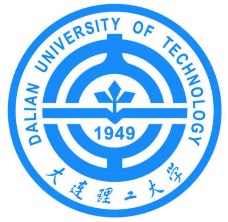 DALIAN UNIVERSITY OF TECHNOLOGY
1949
大连理工大学